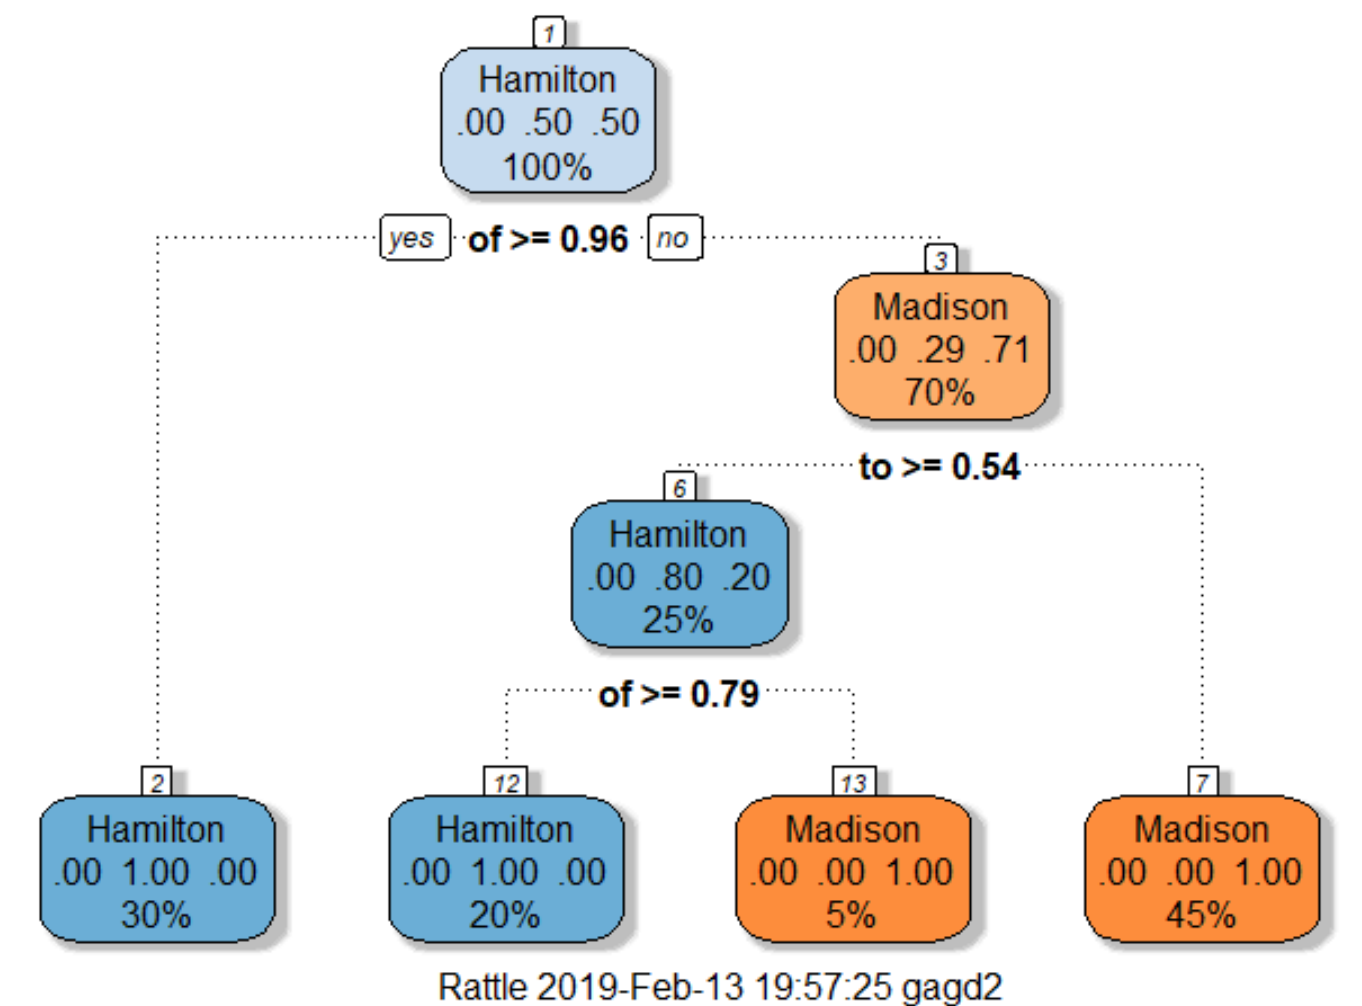 1
Hamilton
.00 .50 .50
100%
yes of >= 0.96 no
3
Madison
.00 .29 .71
70%
to >= 0.54
6
Hamilton
.00 .80 .20
25%
of >= 0.79
2
Hamilton
.00 1.00 .00
30%
12
Hamilton
.00 1.00 .00
20%
13
Madison
.00 .00 1.00
5%
7
Madison
.00 .00 1.00
45%
Rattle 2019-Feb-13 19:57:25 gagd2